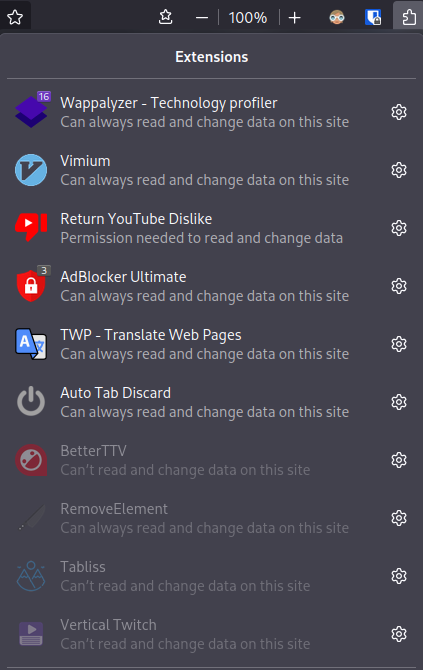 100%
Extensions
16
Wappalyzer - Technology profiler
Can always read and change data on this site
Vimium
Can always read and change data on this site
Return YouTube Dislike
Permission needed to read and change data
3
AdBlocker Ultimate
Can always read and change data on this site
TWP - Translate Web Pages
Can always read and change data on this site
Auto Tab Discard
Can always read and change data on this site
BetterTTV
Can't read and change data on this site
RemoveElement
Can always read and change data on this site
Tabliss
Can't read and change data on this site
Vertical Twitch
Can't read and change data on this site